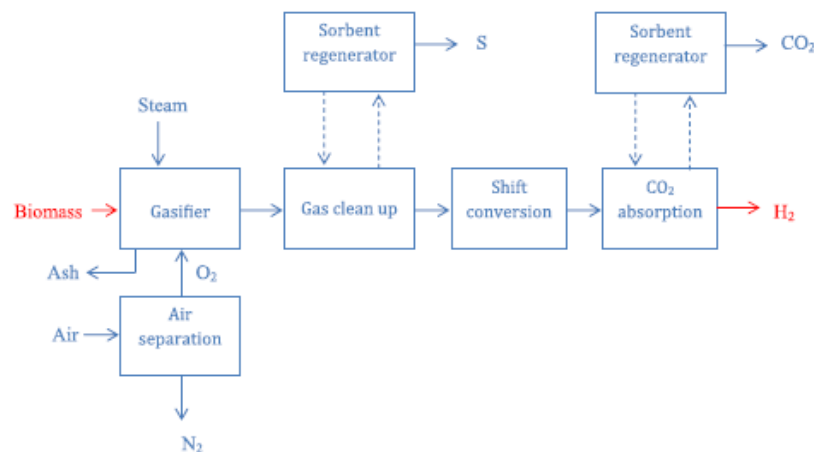 Sorbent
regenerator
S
Sorbent
regenerator
CO₂
Steam
Biomass
Gasifier
Gas clean up
Shift
conversion
CO₂
absorption
H₂
Ash
O₂
Air
Air
separation
N₂